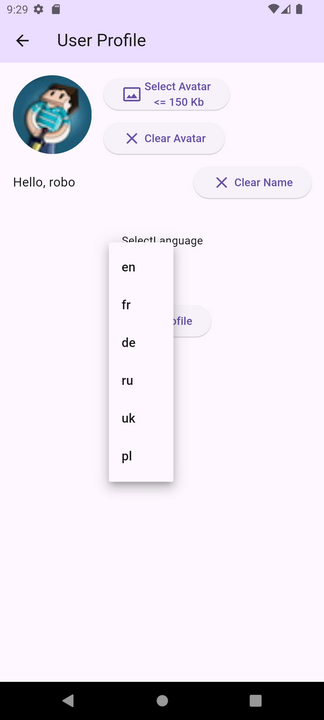 9:29
User Profile
Select Avatar
<= 150 Kb
Clear Avatar
Hello, robo
Clear Name
SelectLanguage
en
fr
ofile
de
ru
uk
pl